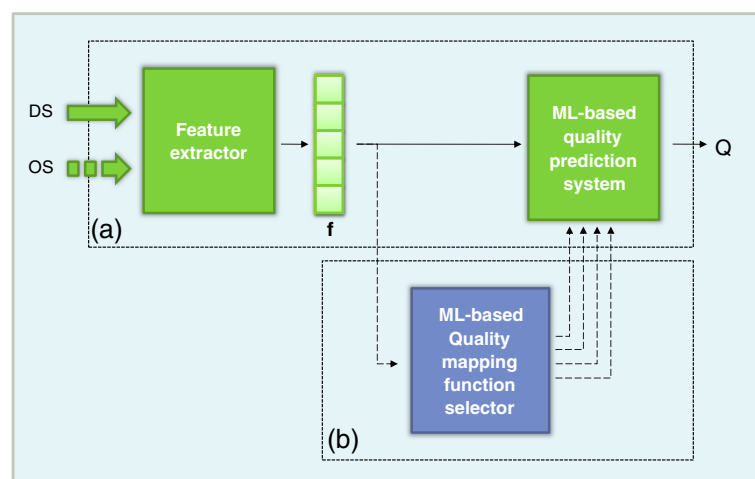 DS
OS
Feature
extractor
f
ML-based
quality
prediction
system
Q
(a)
ML-based
Quality
mapping
function
selector
(b)